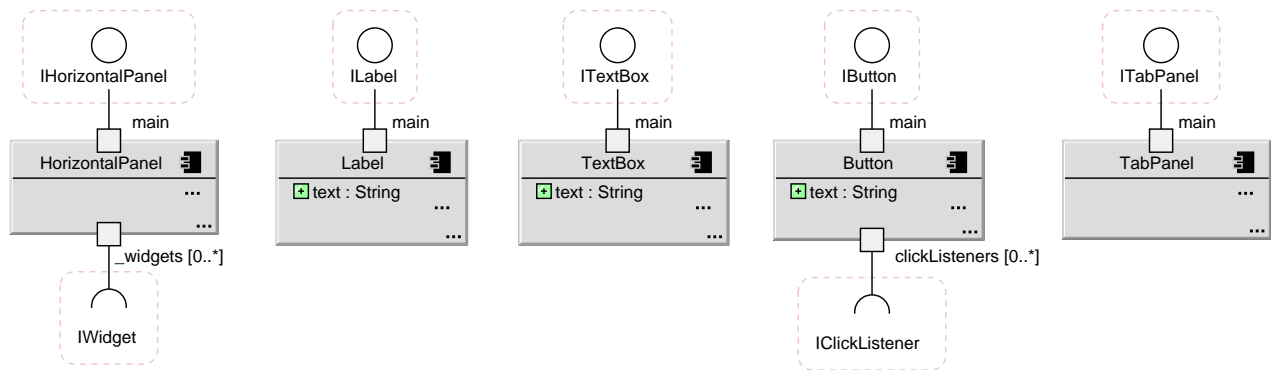 IHorizontalPanel
ILabel
ITextBox
IButton
ITabPanel
main
main
main
main
main
HorizontalPanel
Label
TextBox
Button
TabPanel
...
+ text : String
...
+ text : String
...
+ text : String
...
...
...
...
...
...
...
_widgets [0..*]
clickListeners [0..*]
IWidget
IClickListener